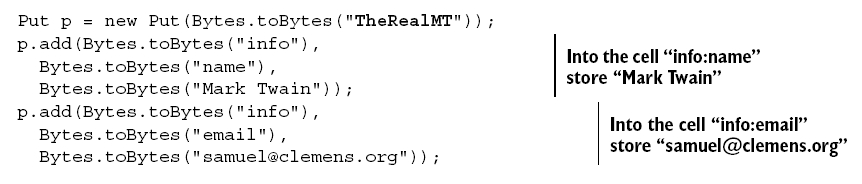 Put p = new Put(Bytes.toBytes("TheRealMT"));
p.add(Bytes.toBytes("info"),
  Bytes.toBytes("name"),
  Bytes.toBytes("Mark Twain"));
Into the cell “info:name”
store “Mark Twain”
p.add(Bytes.toBytes("info"),
  Bytes.toBytes("email"),
  Bytes.toBytes("samuel@clemens.org"));
Into the cell “info:email”
store “samuel@clemens.org”